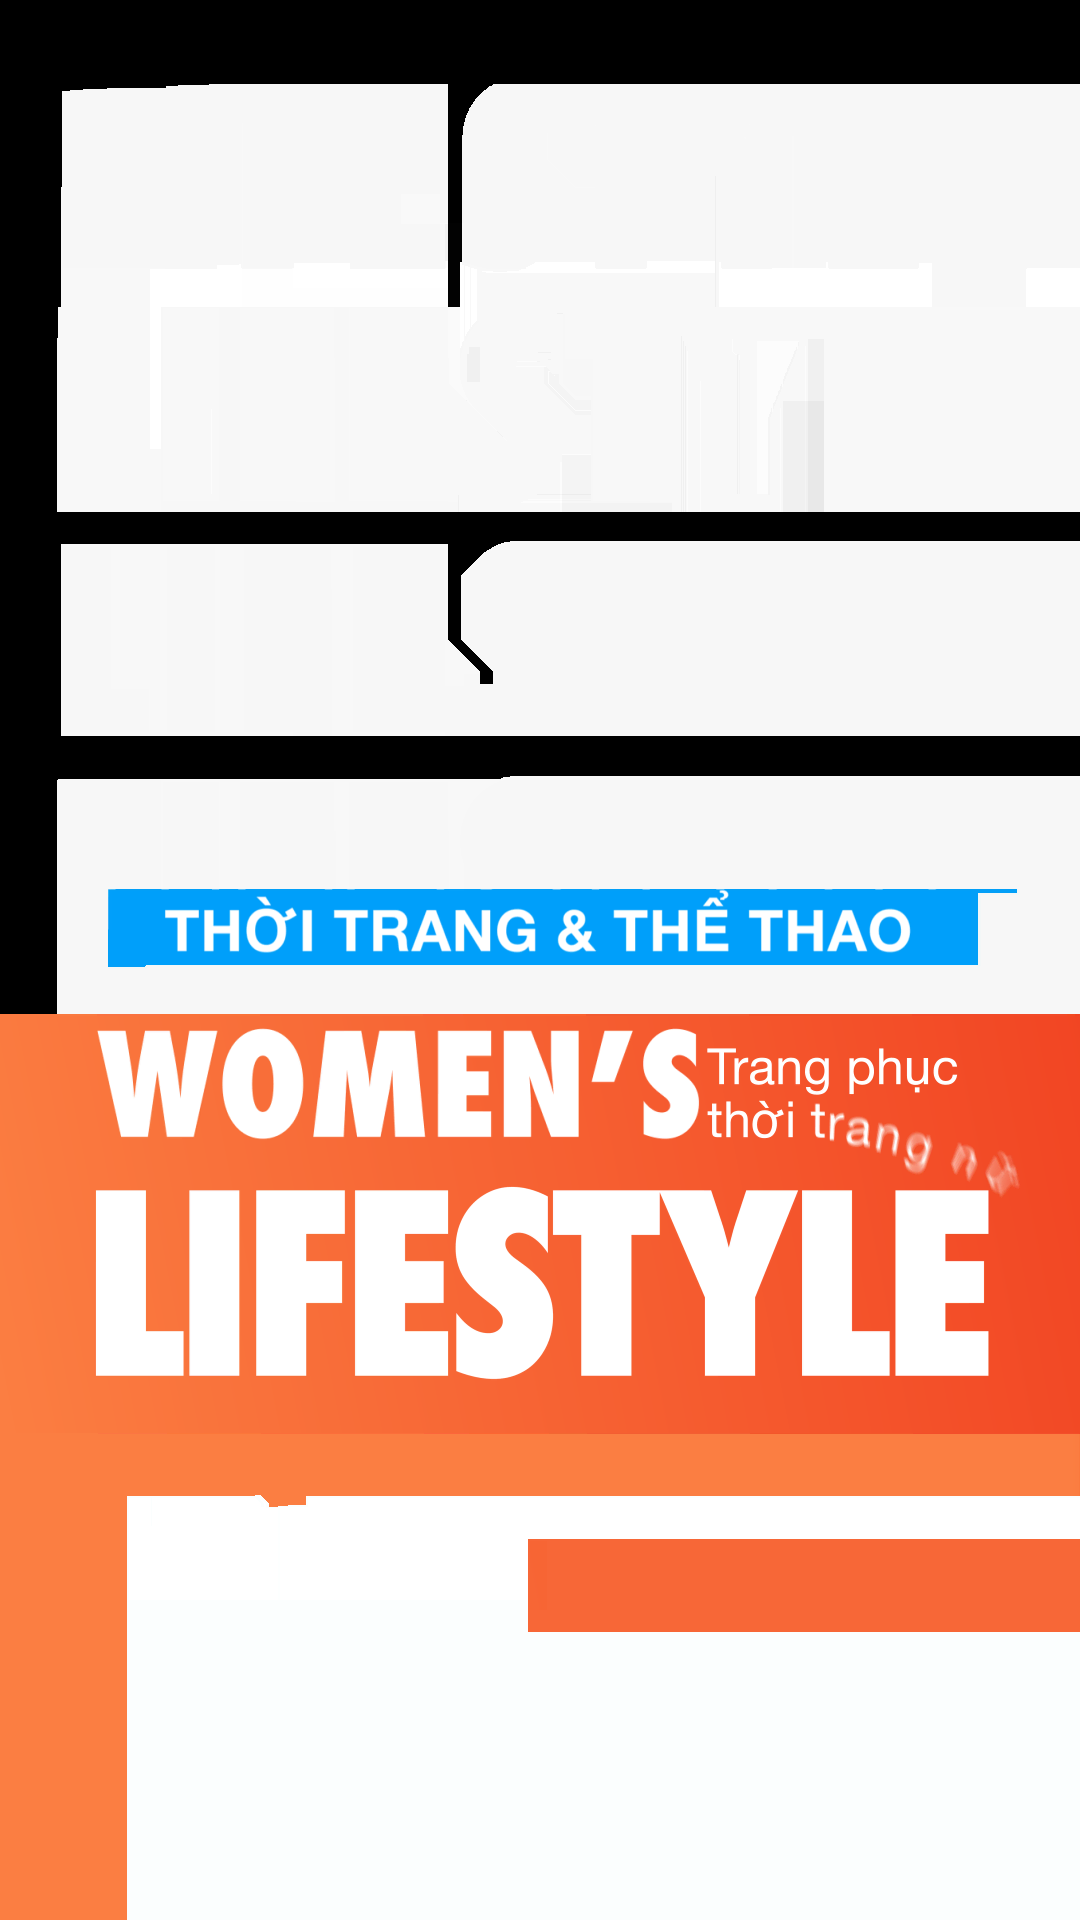 THỜI TRANG & THỂ THAO
WOMEN’S
Trang phục
thời trang
LIFESTYLE